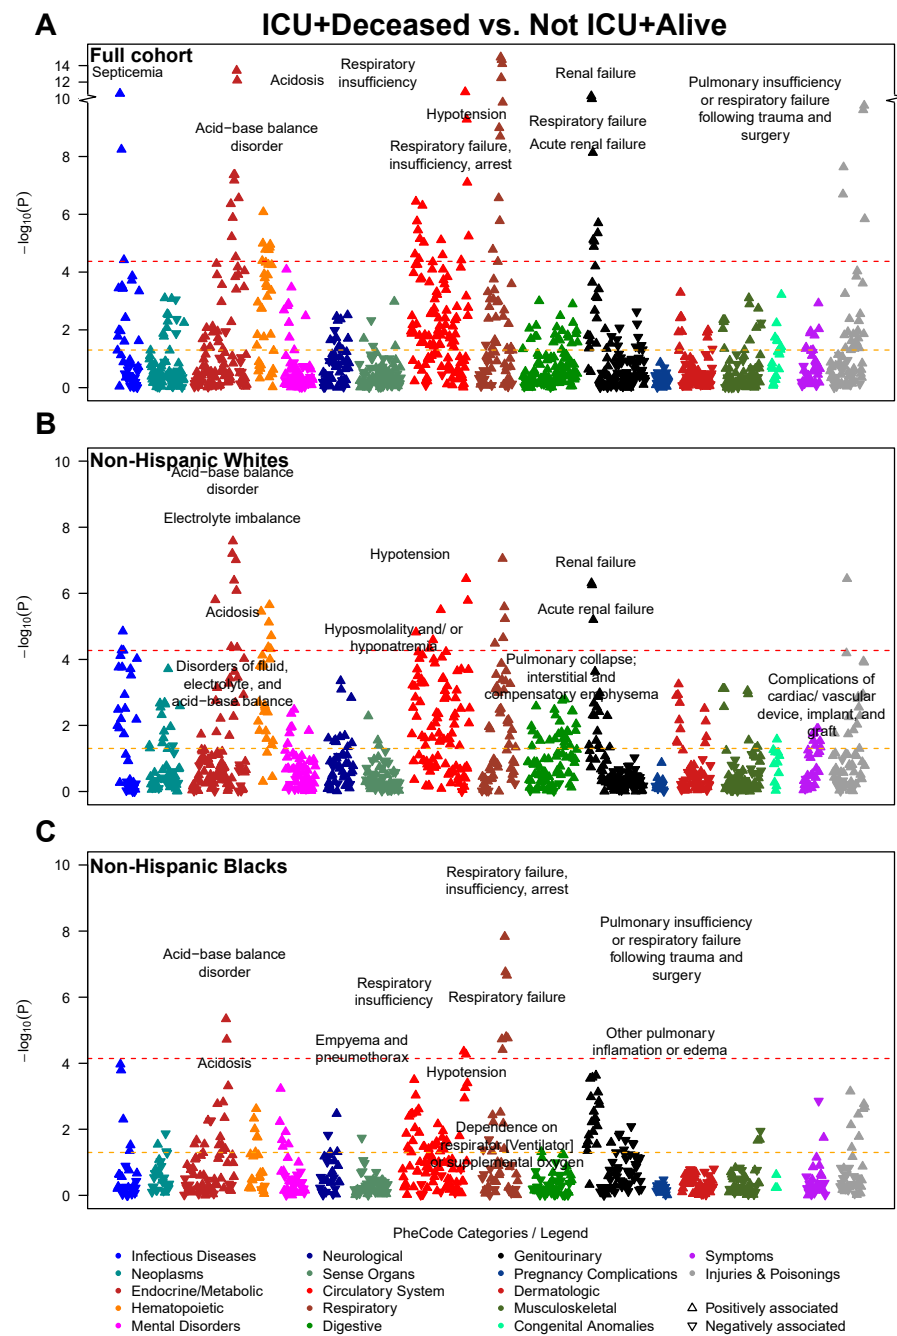 A
ICU+Deceased vs. Not ICU+Alive
Full cohort
Septicemia
Acidosis
Respiratory
insufficiency
Renal failure
Pulmonary insufficiency
or respiratory failure
following trauma and
surgery
Hypotension
Respiratory failure
Acid−base balance
disorder
Respiratory failure,
insufficiency, arrest
Acute renal failure
−log10(P)
14
12
10
8
6
4
2
0
B
Non-Hispanic Whites
Acid−base balance
disorder
Electrolyte imbalance
Hypotension
Renal failure
Acidosis
Acute renal failure
Hyposmolality and/ or
hyponatremia
Disorders of fluid,
electrolyte, and
acid−base balance
Pulmonary collapse;
interstitial and
compensatory emphysema
Complications of
cardiac/ vascular
device, implant, and
graft
−log10(P)
10
8
6
4
2
0
C
Non-Hispanic Blacks
Respiratory failure,
insufficiency, arrest
Pulmonary insufficiency
or respiratory failure
following trauma and
surgery
Acid−base balance
disorder
Respiratory
insufficiency
Respiratory failure
Empyema and
pneumothorax
Other pulmonary
inflamation or edema
Acidosis
Hypotension
Dependence on
respirator [Ventilator]
or supplemental oxygen
−log10(P)
10
8
6
4
2
0
PheCode Categories / Legend
Infectious Diseases
Neoplasms
Endocrine/Metabolic
Hematopoietic
Mental Disorders
Neurological
Sense Organs
Circulatory System
Respiratory
Digestive
Genitourinary
Pregnancy Complications
Dermatologic
Musculoskeletal
Congenital Anomalies
Symptoms
Injuries & Poisonings
Positively associated
Negatively associated